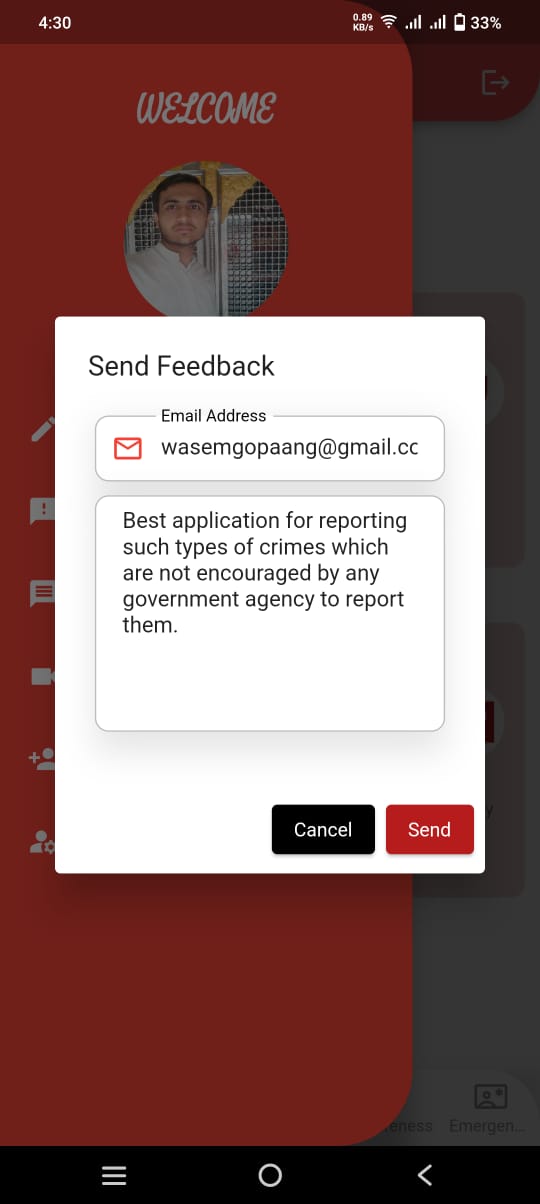 4:30
0.89
KB/s
33%
WELCOME
Send Feedback
Email Address
wasemgopaang@gmail.cc
Best application for reporting
such types of crimes which
are not encouraged by any
government agency to report
them.
Cancel
Send
Emergen...